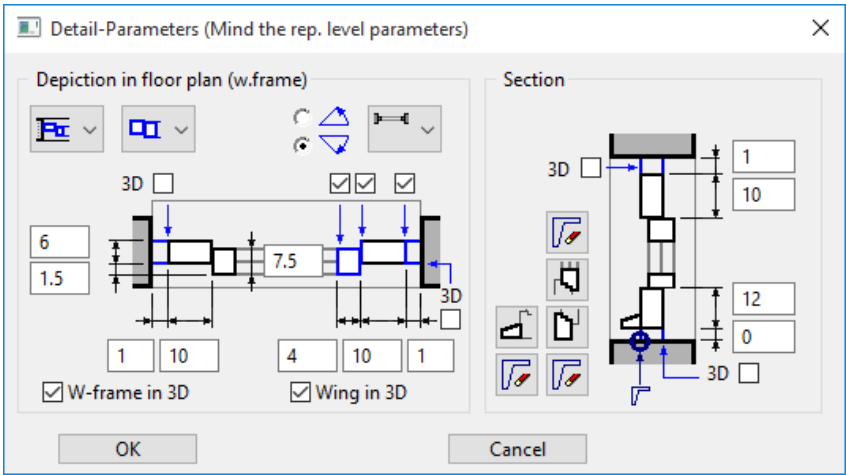 Detail-Parameters (Mind the rep. level parameters)
Depiction in floor plan (w.frame)
Section
3D
3D
1
10
6
1.5
7.5
3D
12
0
1
10
4
10
1
3D
W-frame in 3D
Wing in 3D
OK
Cancel